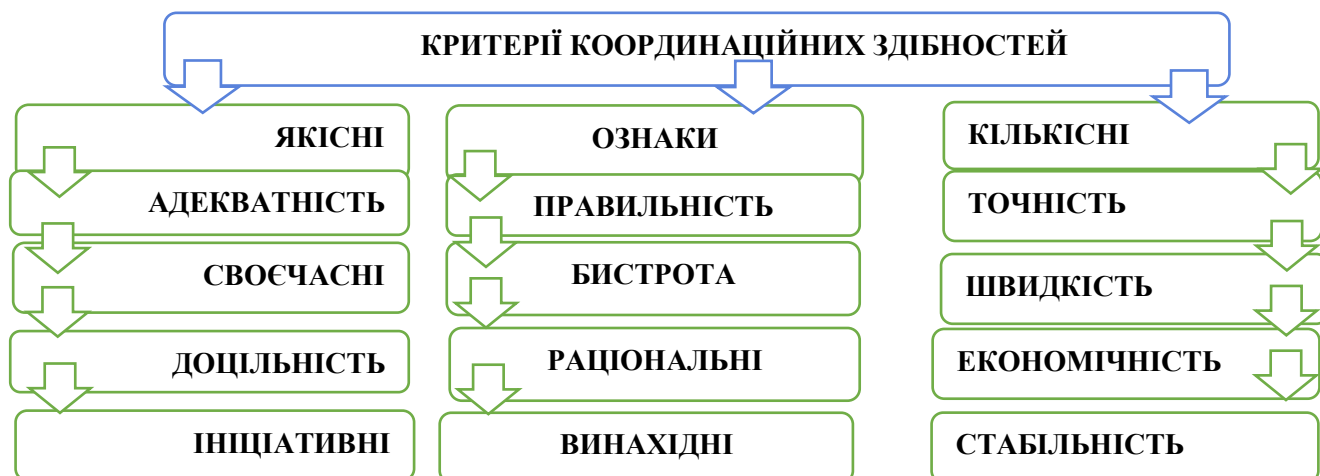 КРИТЕРІЇ КООРДИНАЦІЙНИХ ЗДІБНОСТЕЙ
ЯКІСНІ
ОЗНАКИ
КІЛЬКІСНІ
АДЕКВАТНІСТЬ
ПРАВИЛЬНІСТЬ
ТОЧНІСТЬ
СВОЄЧАСНІ
БИСТРОТА
ШВИДКІСТЬ
ДОЦІЛЬНІСТЬ
РАЦІОНАЛЬНІ
ЕКОНОМІЧНІСТЬ
ІНІЦІАТИВНІ
ВИНАХІДНІ
СТАБІЛЬНІСТЬ